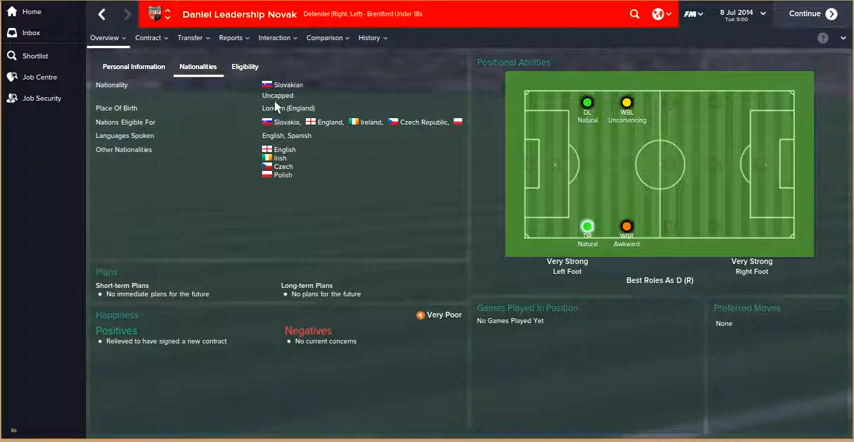 Home
Daniel Leadership Novak Defender (Right, Left) - Brentford Under 18s
FM
8 Jul 2014
Tue 9:00
Continue
Inbox
Shortlist
Job Centre
Job Security
Overview Contract Transfer Reports Interaction Comparison History
?
Personal Information Nationalities Eligibility
Nationality Slovakian
Uncapped
Place Of Birth London (England)
Nations Eligible For Slovakia, England, Ireland, Czech Republic,
Languages Spoken English, Spanish
Other Nationalities English
Irish
Czech
Polish
Plans
Short-term Plans
No immediate plans for the future
Long-term Plans
No plans for the future
Happiness Very Poor
Positives
Relieved to have signed a new contract
Negatives
No current concerns
Positional Abilities
DL
Natural
WBL
Unconvincing
DR
Natural
WBR
Awkward
Very Strong
Left Foot
Very Strong
Right Foot
Best Roles As D (R)
Games Played In Position
No Games Played Yet
Preferred Moves
None